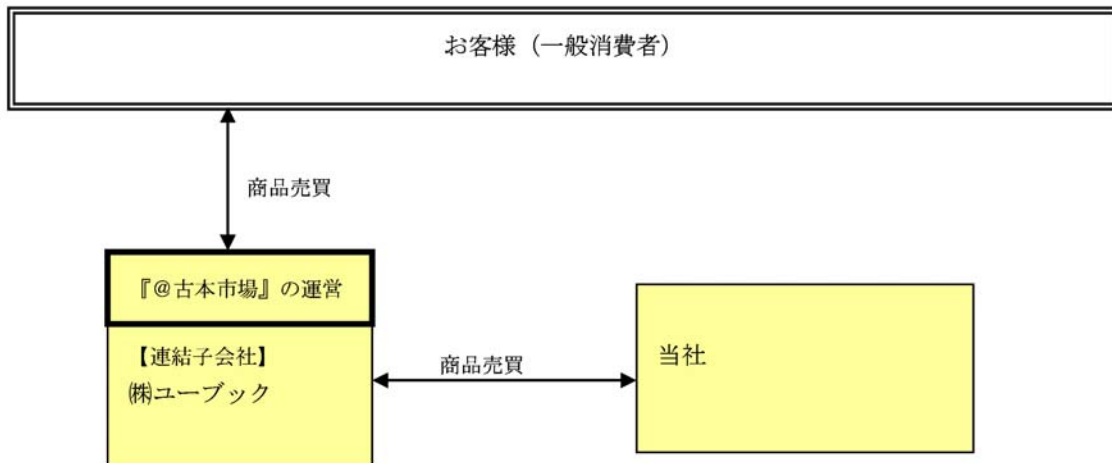 お客様（一般消費者）
商品売買
『＠古本市場』の運営
【連結子会社】
㈱ユーブック
商品売買
当社